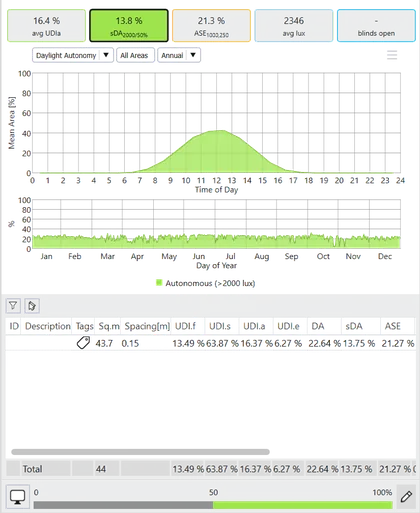 16.4 % 13.8 % 21.3 % 2346 -
avg UDIa sDA2000/50% ASE1000,250 avg lux blinds open
Daylight Autonomy ▼ All Areas Annual ▼
Mean Area [%]
100
80
60
40
20
0
0 1 2 3 4 5 6 7 8 9 10 11 12 13 14 15 16 17 18 19 20 21 22 23 24
Time of Day
%
100
80
60
40
20
0
Jan Feb Mar Apr May Jun Jul Aug Sep Oct Nov Dec
Day of Year
Autonomous (>2000 lux)
ID Description Tags Sq.m Spacing[m] UDI.f UDI.s UDI.a UDI.e DA sDA ASE
43.7 0.15 13.49 % 63.87 % 16.37 % 6.27 % 22.64 % 13.75 % 21.27 %
Total 44 13.49 % 63.87 % 16.37 % 6.27 % 22.64 % 13.75 % 21.27 %
0 50 100%